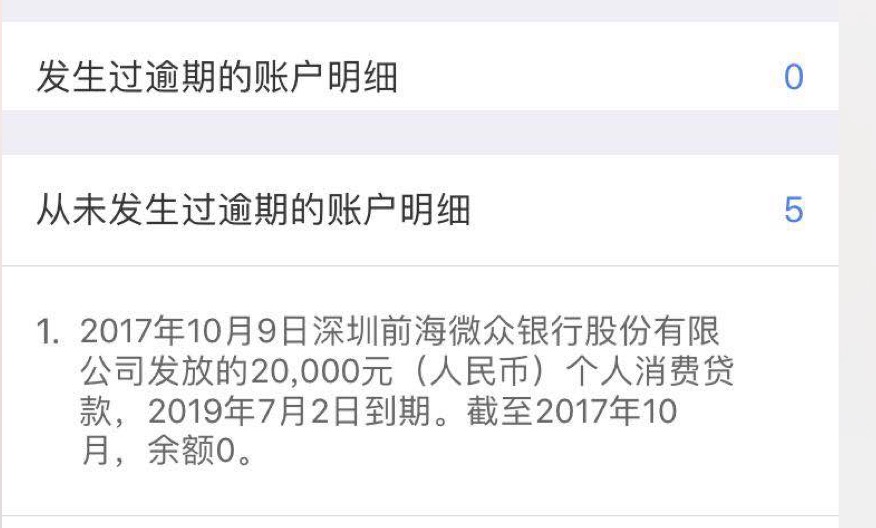 发生过逾期的账户明细 0
从未发生过逾期的账户明细 5
1. 2017年10月9日深圳前海微众银行股份有限
公司发放的20,000元（人民币）个人消费贷
款，2019年7月2日到期。截至2017年10
月，余额0。